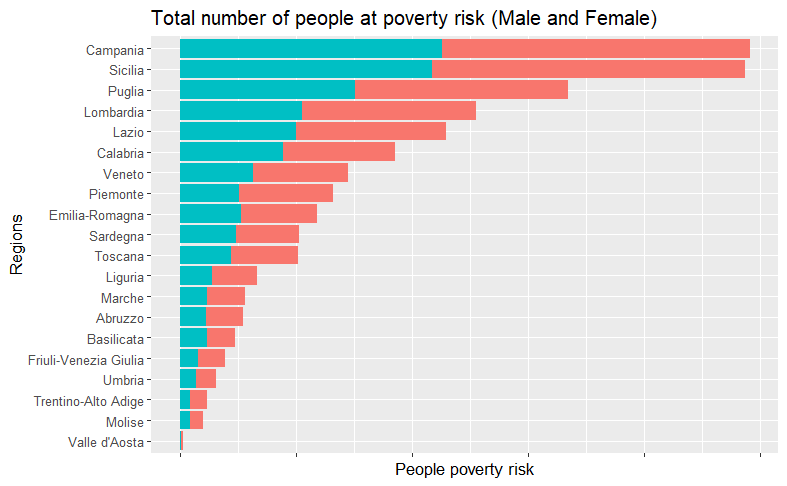 Total number of people at poverty risk (Male and Female)
Campania
Sicilia
Puglia
Lombardia
Lazio
Calabria
Veneto
Piemonte
Emilia-Romagna
Sardegna
Toscana
Liguria
Marche
Abruzzo
Basilicata
Friuli-Venezia Giulia
Umbria
Trentino-Alto Adige
Molise
Valle d'Aosta
Regions
People poverty risk